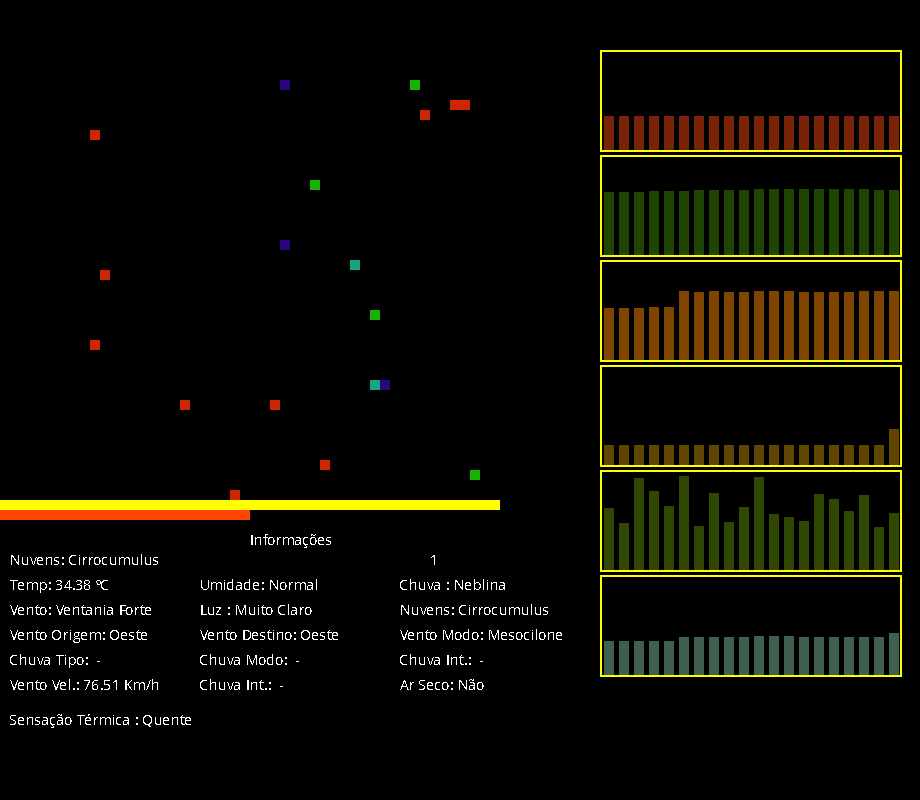 Informações
Nuvens: Cirrocumulus 1
Temp: 34.38 ºC Umidade: Normal Chuva : Neblina
Vento: Ventania Forte Luz : Muito Claro Nuvens: Cirrocumulus
Vento Origem: Oeste Vento Destino: Oeste Vento Modo: Mesocilone
Chuva Tipo: - Chuva Modo: - Chuva Int.: -
Vento Vel.: 76.51 Km/h Chuva Int.: - Ar Seco: Não
Sensação Térmica : Quente